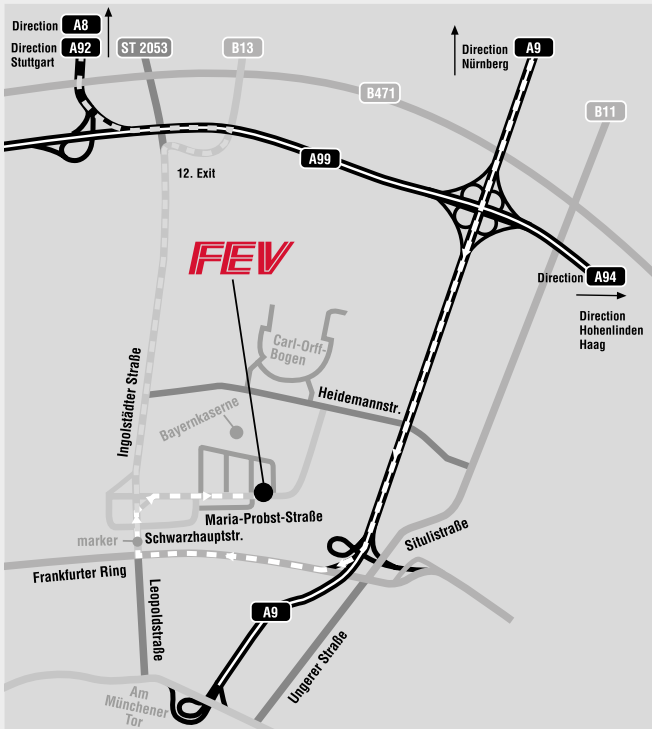 Direction A8
Direction A92
Stuttgart
ST 2053
B13
Direction
Nürnberg
A9
B471
B11
A99
12. Exit
FEV
Direction A94
Direction
Hohenlinden
Haag
Carl-Orff-
Bogen
Ingolstädter Straße
Heidemannstr.
Bayernkaserne
Maria-Probst-Straße
marker
Schwarzhauptstr.
Situlistraße
Frankfurter Ring
Leopoldstraße
A9
Ungerer Straße
Am
Münchener
Tor